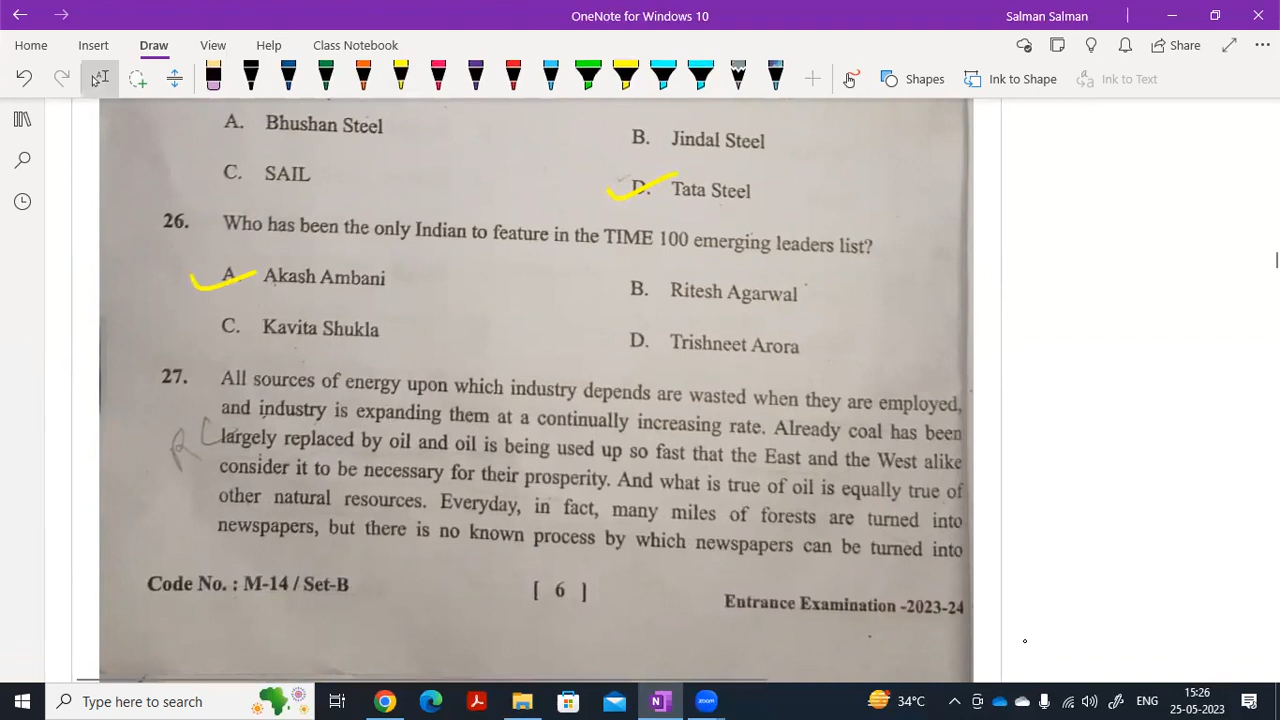 OneNote for Windows 10
Salman Salman
Home Insert Draw View Help Class Notebook
Share
Shapes Ink to Shape Ink to Text
A. Bhushan Steel
B. Jindal Steel
C. SAIL
D. Tata Steel
26. Who has been the only Indian to feature in the TIME 100 emerging leaders list?
A. Akash Ambani
B. Ritesh Agarwal
C. Kavita Shukla
D. Trishneet Arora
27. All sources of energy upon which industry depends are wasted when they are employed,
and industry is expanding them at a continually increasing rate. Already coal has been
largely replaced by oil and oil is being used up so fast that the East and the West alike
consider it to be necessary for their prosperity. And what is true of oil is equally true of
other natural resources. Everyday, in fact, many miles of forests are turned into
newspapers, but there is no known process by which newspapers can be turned into
Code No. : M-14 / Set-B
[ 6 ]
Entrance Examination -2023-24
Type here to search
zoom
34°C
ENG
15:26
25-05-2023